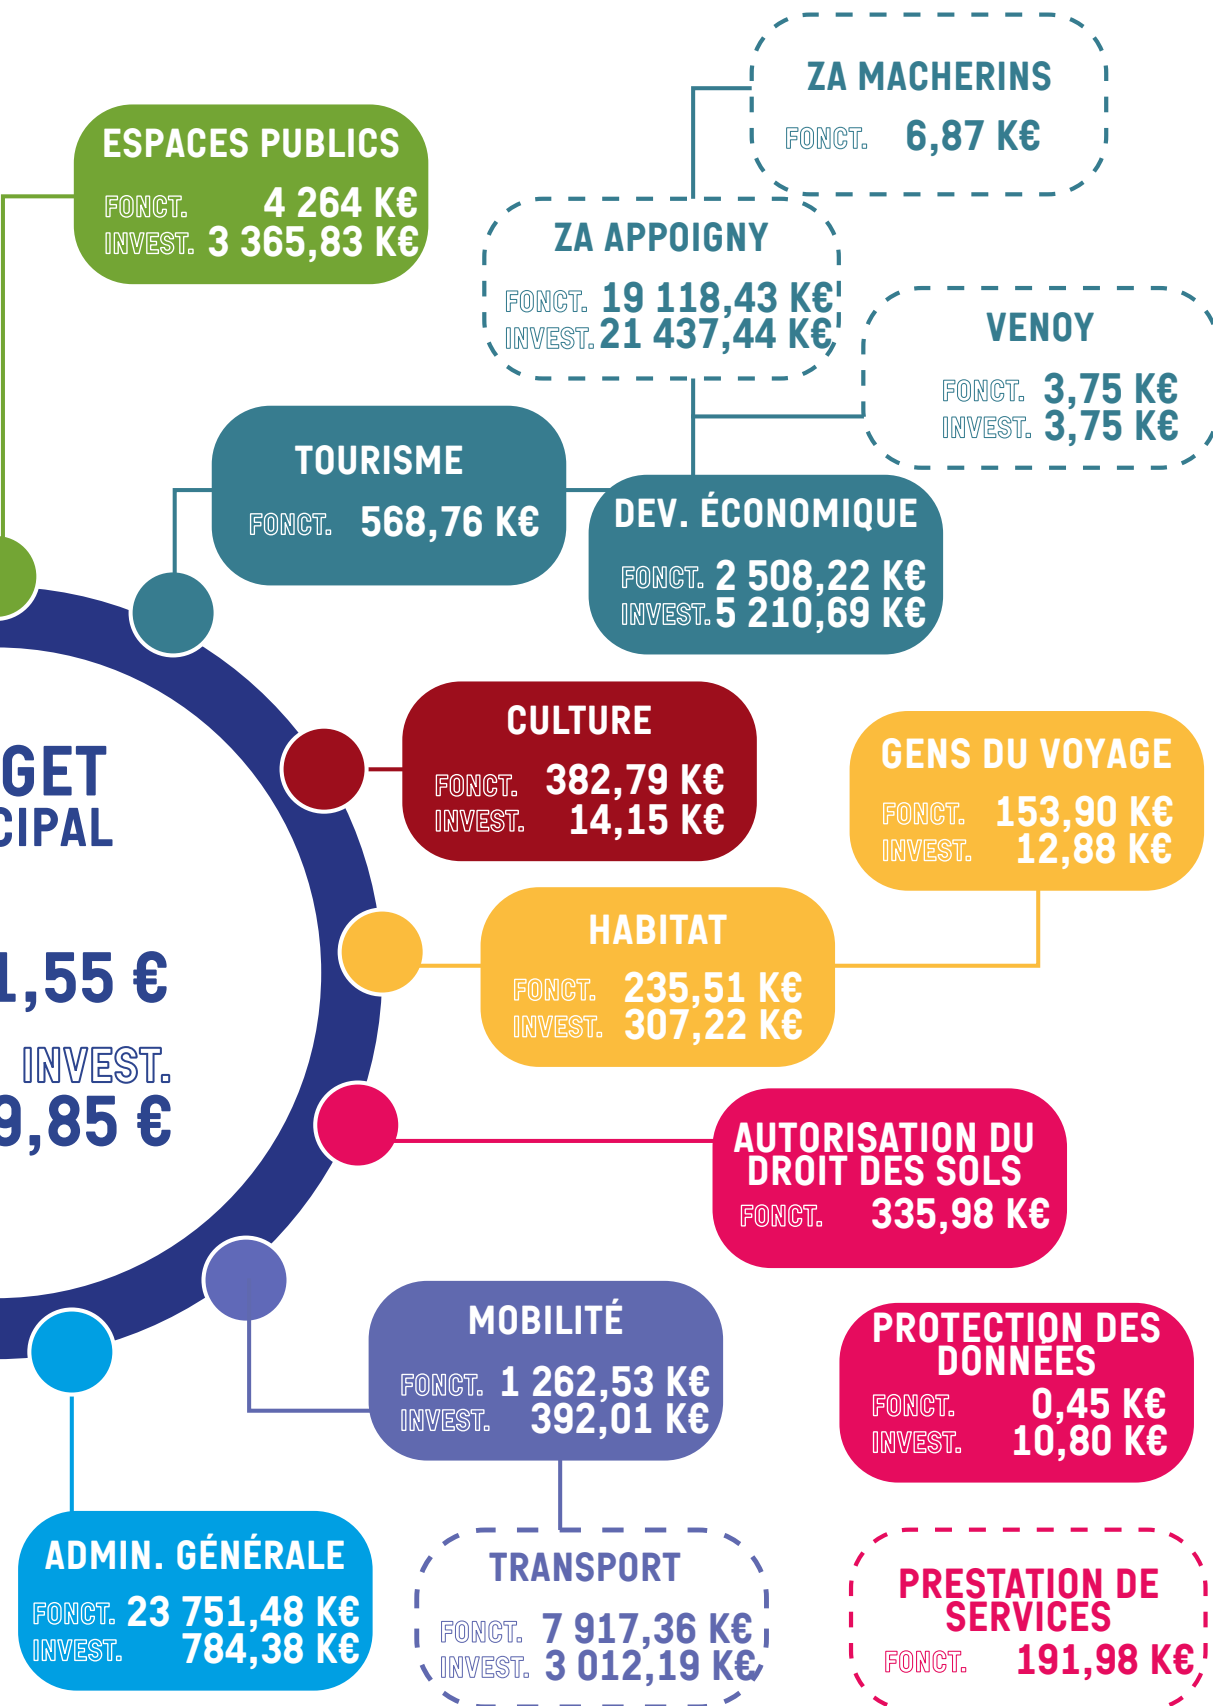 ZA MACHERINS
FONCT. 6,87 K€
ESPACES PUBLICS
FONCT. 4 264 K€
INVEST. 3 365,83 K€
ZA APPOIGNY
FONCT. 19 118,43 K€
INVEST. 21 437,44 K€
VENOY
FONCT. 3,75 K€
INVEST. 3,75 K€
TOURISME
FONCT. 568,76 K€
DEV. ÉCONOMIQUE
FONCT. 2 508,22 K€
INVEST. 5 210,69 K€
CULTURE
FONCT. 382,79 K€
INVEST. 14,15 K€
GENS DU VOYAGE
FONCT. 153,90 K€
INVEST. 12,88 K€
GET
CIPAL
1,55 €
INVEST.
9,85 €
HABITAT
FONCT. 235,51 K€
INVEST. 307,22 K€
AUTORISATION DU
DROIT DES SOLS
FONCT. 335,98 K€
MOBILITÉ
FONCT. 1 262,53 K€
INVEST. 392,01 K€
PROTECTION DES
DONNÉES
FONCT. 0,45 K€
INVEST. 10,80 K€
ADMIN. GÉNÉRALE
FONCT. 23 751,48 K€
INVEST. 784,38 K€
TRANSPORT
FONCT. 7 917,36 K€
INVEST. 3 012,19 K€
PRESTATION DE
SERVICES
FONCT. 191,98 K€